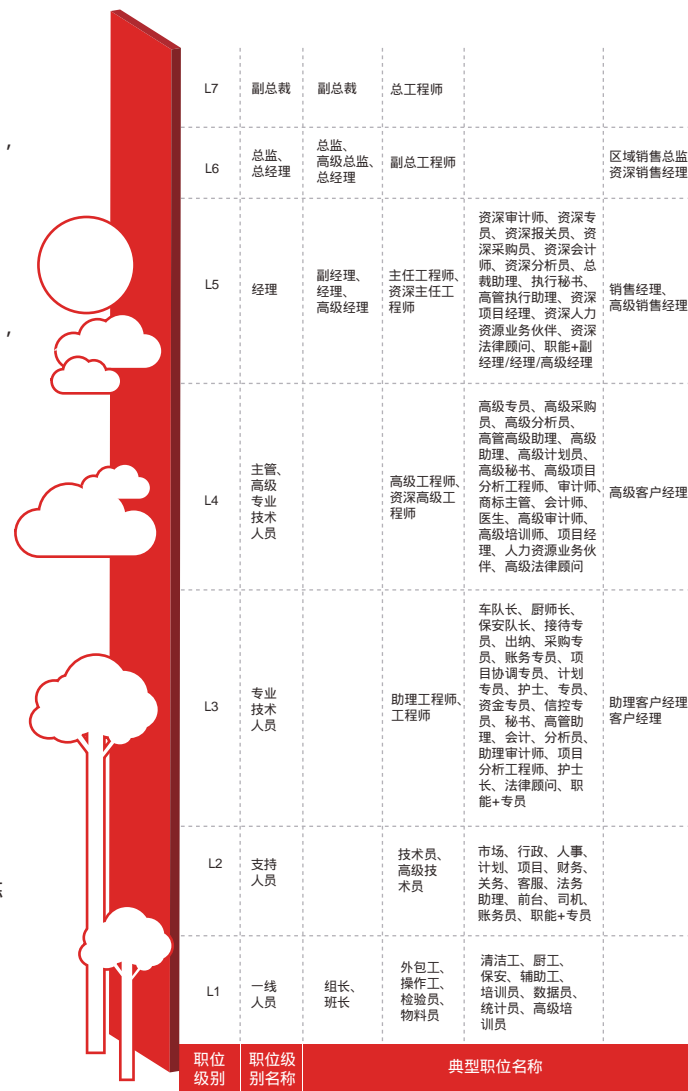 L7
副总裁
副总裁
总工程师
L6
总监、
总经理
总监、
高级总监、
总经理
副总工程师
区域销售总监
资深销售经理
L5
经理
副经理、
经理、
高级经理
主任工程师、
资深主任工
程师
资深审计师、资深专
员、资深报关员、资
深采购员、资深会计
师、资深分析员、总
裁助理、执行秘书、
高管执行助理、资深
项目经理、资深人力
资源业务伙伴、资深
法律顾问、职能+副
经理/经理/高级经理
销售经理、
高级销售经理
L4
主管、
高级
专业
技术
人员
高级工程师、
资深高级工
程师
高级专员、高级采购
员、高级分析员、
高管高级助理、高级
助理、高级计划员、
高级秘书、高级项目
分析工程师、审计师、
商标主管、会计师、
医生、高级审计师、
高级培训师、项目经
理、人力资源业务伙
伴、高级法律顾问
高级客户经理
L3
专业
技术
人员
助理工程师、
工程师
车队长、厨师长、
保安队长、接待专
员、出纳、采购专
员、账务专员、项
目协调专员、计划
专员、护士、专员、
资金专员、信控专
员、秘书、高管助
理、会计、分析员、
助理审计师、项目
分析工程师、护士
长、法律顾问、职
能+专员
助理客户经理
客户经理
L2
支持
人员
技术员、
高级技
术员
市场、行政、人事、
计划、项目、财务、
关务、客服、法务
助理、前台、司机、
账务员、职能+专员
L1
一线
人员
组长、
班长
外包工、
操作工、
检验员、
物料员
清洁工、厨工、
保安、辅助工、
培训员、数据员、
统计员、高级培
训员
职位
级别
职位级
别名称
典型职位名称